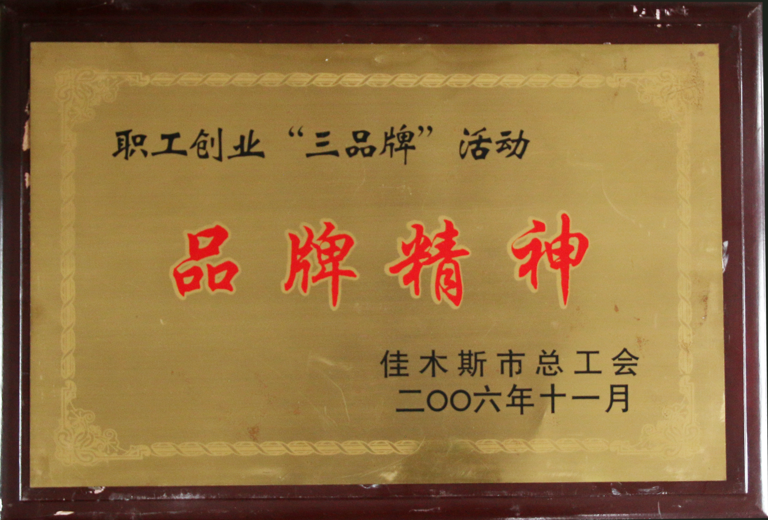 职工创业“三品牌”活动
品牌精神
佳木斯市总工会
二〇〇六年十一月